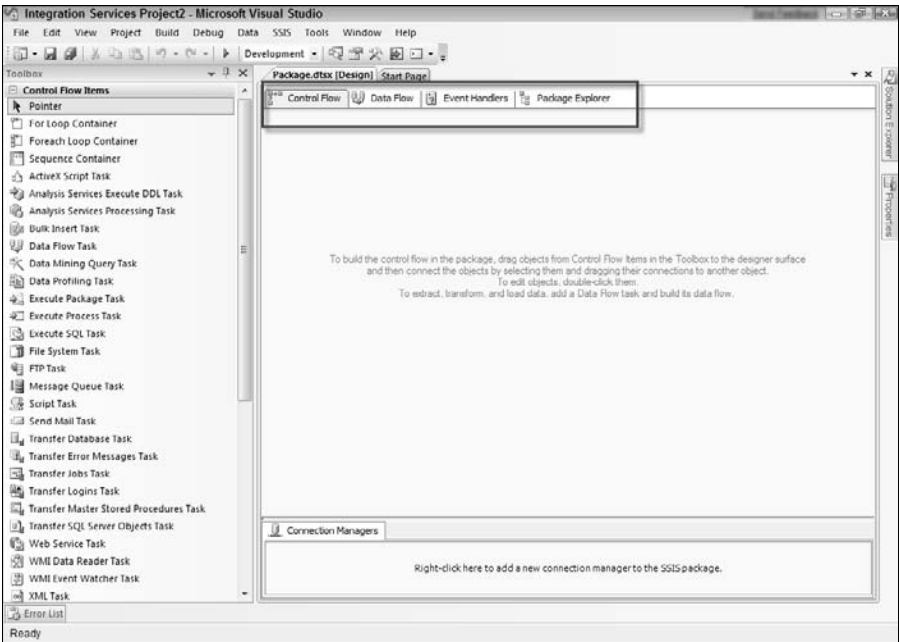 Integration Services Project2 - Microsoft Visual Studio
File Edit View Project Build Debug Data SSIS Tools Window Help
Development
Toolbox
Package.dtsx [Design] Start Page
Control Flow Items
Control Flow Data Flow Event Handlers Package Explorer
Pointer
For Loop Container
Foreach Loop Container
Sequence Container
ActiveX Script Task
Analysis Services Execute DDL Task
Analysis Services Processing Task
Bulk Insert Task
Data Flow Task
Data Mining Query Task
Data Profiling Task
Execute Package Task
Execute Process Task
Execute SQL Task
File System Task
FTP Task
Message Queue Task
Script Task
Send Mail Task
Transfer Database Task
Transfer Error Messages Task
Transfer Jobs Task
Transfer Logins Task
Transfer Master Stored Procedures Task
Transfer SQL Server Objects Task
Web Service Task
WMI Data Reader Task
WMI Event Watcher Task
XML Task
To build the control flow in the package, drag objects from Control Flow Items in the Toolbox to the designer surface
and then connect the objects by selecting them and dragging their connections to another object.
To edit objects, double-click them.
To extract, transform, and load data, add a Data Flow task and build its data flow.
Connection Managers
Right-click here to add a new connection manager to the SSIS package.
Solution Explorer
Properties
Error List
Ready